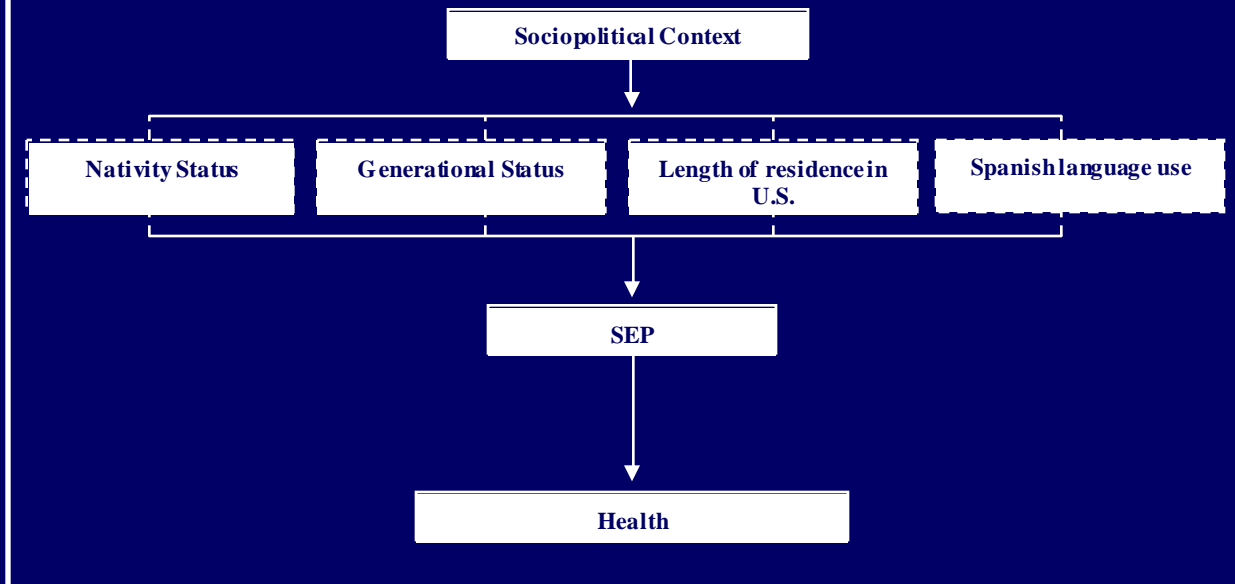 Sociopolitical Context
Nativity Status
Generational Status
Length of residence in
U.S.
Spanish language use
SEP
Health